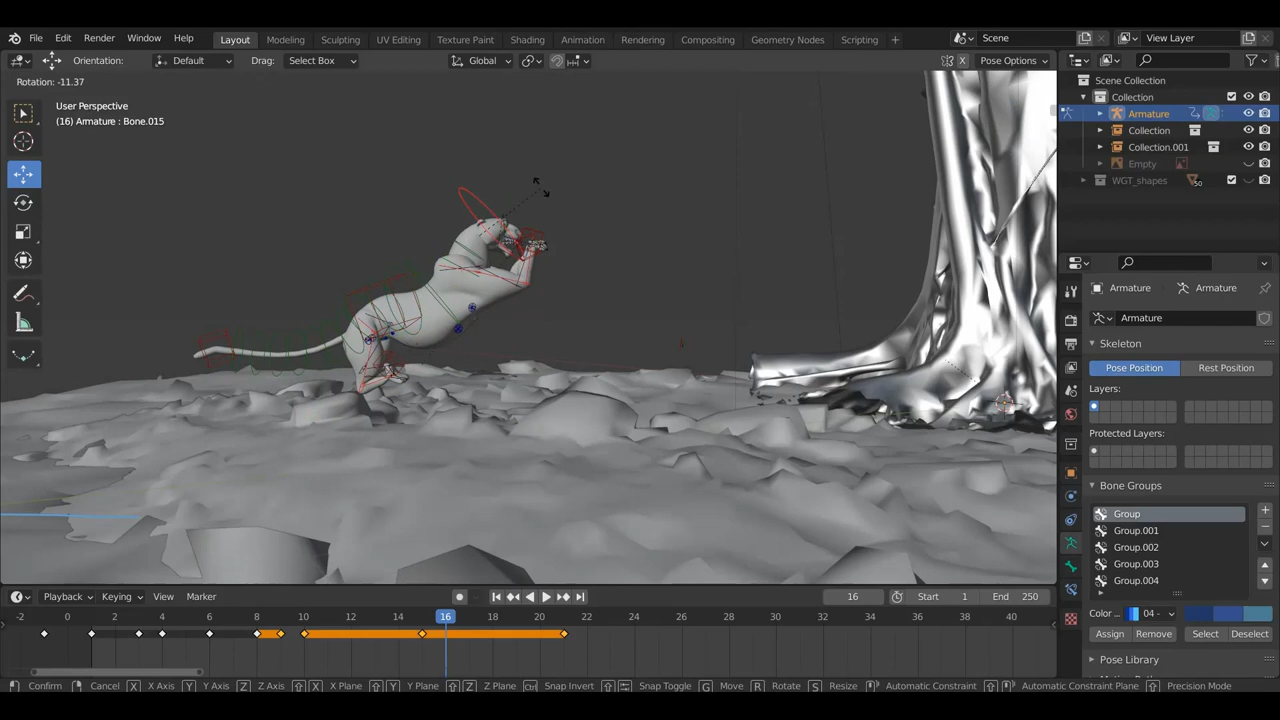 File Edit Render Window Help Layout Modeling Sculpting UV Editing Texture Paint Shading Animation Rendering Compositing Geometry Nodes Scripting + Scene View Layer
Orientation: Default Drag: Select Box Global X Pose Options
Rotation: -11.37
User Perspective
(16) Armature : Bone.015
Scene Collection
Collection
Armature
Collection
Collection.001
Empty
WGT_shapes 50
Armature Armature
Armature
Skeleton
Pose Position Rest Position
Layers:
Protected Layers:
Bone Groups
Group
Group.001
Group.002
Group.003
Group.004
Color ... 04 -
Assign Remove Select Deselect
Pose Library
Playback Keying View Marker 16 Start 1 End 250
-2 0 2 4 6 8 10 12 14 16 18 20 22 24 26 28 30 32 34 36 38 40
Confirm Cancel X X Axis Y Y Axis Z Z Axis X X Plane Y Y Plane Z Z Plane Ctrl Snap Invert Snap Toggle G Move R Rotate S Resize Automatic Constraint Automatic Constraint Plane Precision Mode